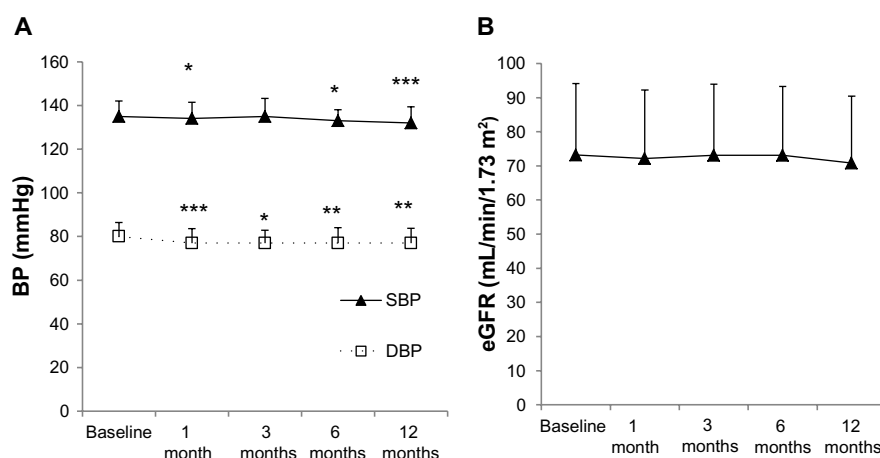 A
BP (mmHg)
160
140
120
100
80
60
40
20
0
*
*
***
***
*
**
**
SBP
DBP
Baseline
1
month
3
months
6
months
12
months
B
eGFR (mL/min/1.73 m²)
100
90
80
70
60
50
40
30
20
10
0
Baseline
1
month
3
months
6
months
12
months